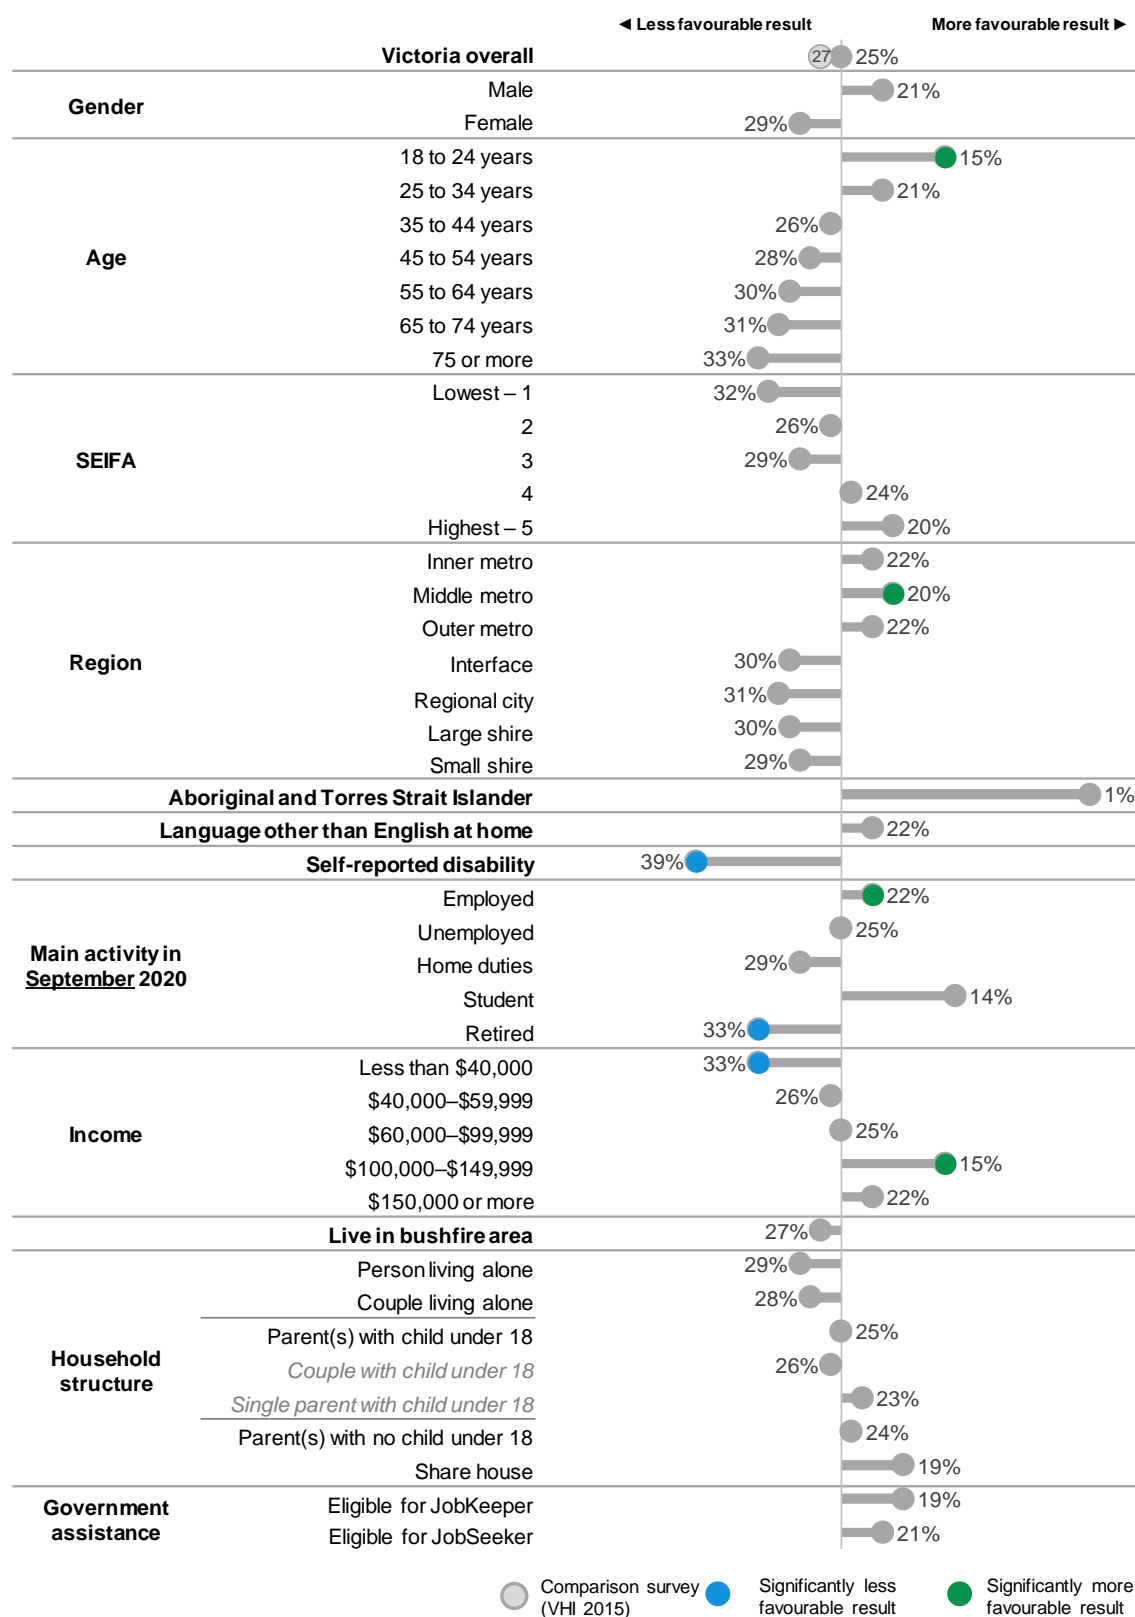 ◄ Less favourable result More favourable result ►
Victoria overall 27 25%
Gender
Male 21%
Female 29%
Age
18 to 24 years 15%
25 to 34 years 21%
35 to 44 years 26%
45 to 54 years 28%
55 to 64 years 30%
65 to 74 years 31%
75 or more 33%
SEIFA
Lowest – 1 32%
2 26%
3 29%
4 24%
Highest – 5 20%
Region
Inner metro 22%
Middle metro 20%
Outer metro 22%
Interface 30%
Regional city 31%
Large shire 30%
Small shire 29%
Aboriginal and Torres Strait Islander 1%
Language other than English at home 22%
Self-reported disability 39%
Main activity in
September 2020
Employed 22%
Unemployed 25%
Home duties 29%
Student 14%
Retired 33%
Income
Less than $40,000 33%
$40,000–$59,999 26%
$60,000–$99,999 25%
$100,000–$149,999 15%
$150,000 or more 22%
Live in bushfire area 27%
Household
structure
Person living alone 29%
Couple living alone 28%
Parent(s) with child under 18 25%
Couple with child under 18 26%
Single parent with child under 18 23%
Parent(s) with no child under 18 24%
Share house 19%
Government
assistance
Eligible for JobKeeper 19%
Eligible for JobSeeker 21%
Comparison survey
(VHI 2015)
Significantly less
favourable result
Significantly more
favourable result